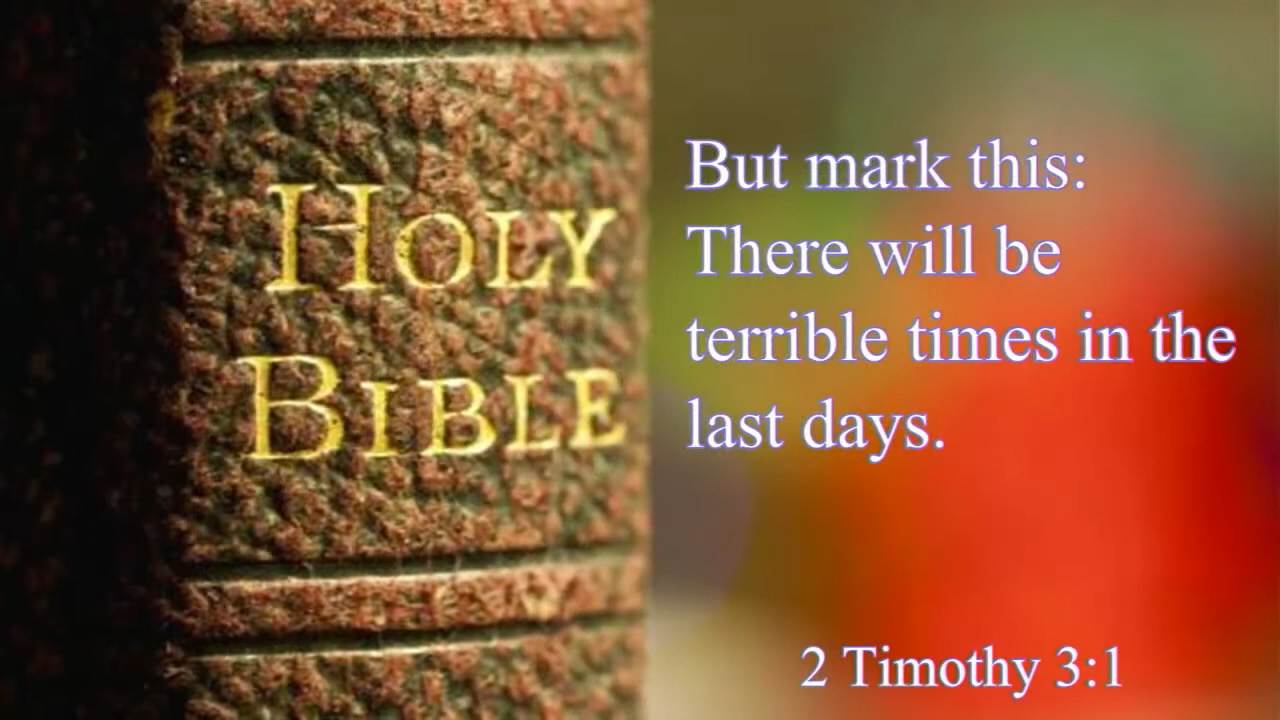 HOLY
BIBLE
But mark this:
There will be
terrible times in the
last days.
2 Timothy 3:1